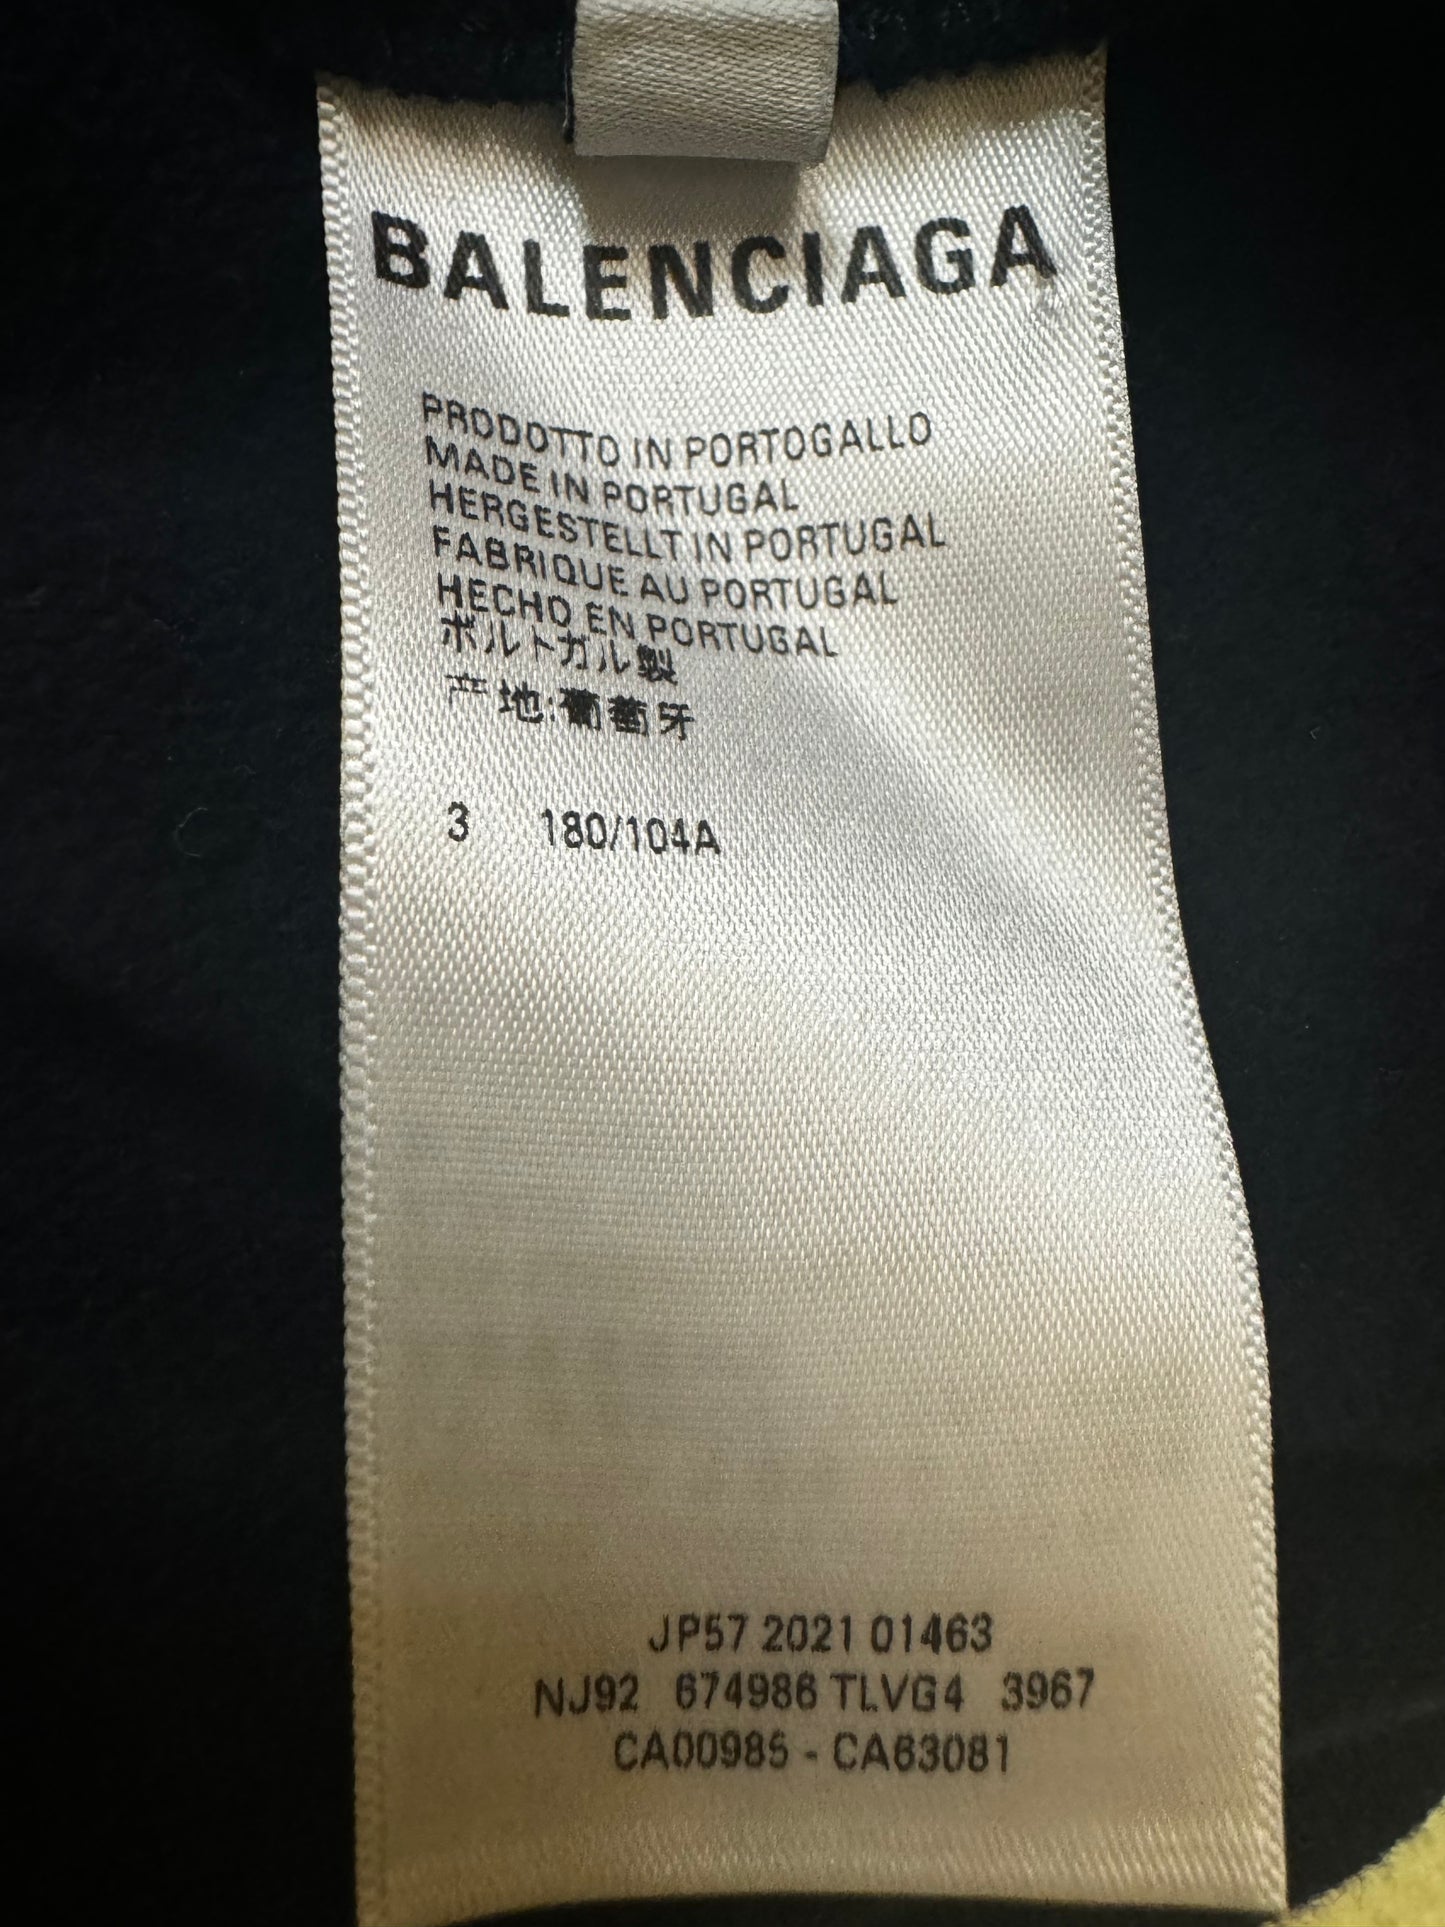 BALENCIAGA
PRODOTTO IN PORTOGALLO
MADE IN PORTUGAL
HERGESTELLT IN PORTUGAL
FABRIQUE AU PORTUGAL
HECHO EN PORTUGAL
ポルトガル製
产地:葡萄牙
3 180/104A
JP57 2021 01463
NJ92 674986 TLVG4 3967
CA00985 - CA63081